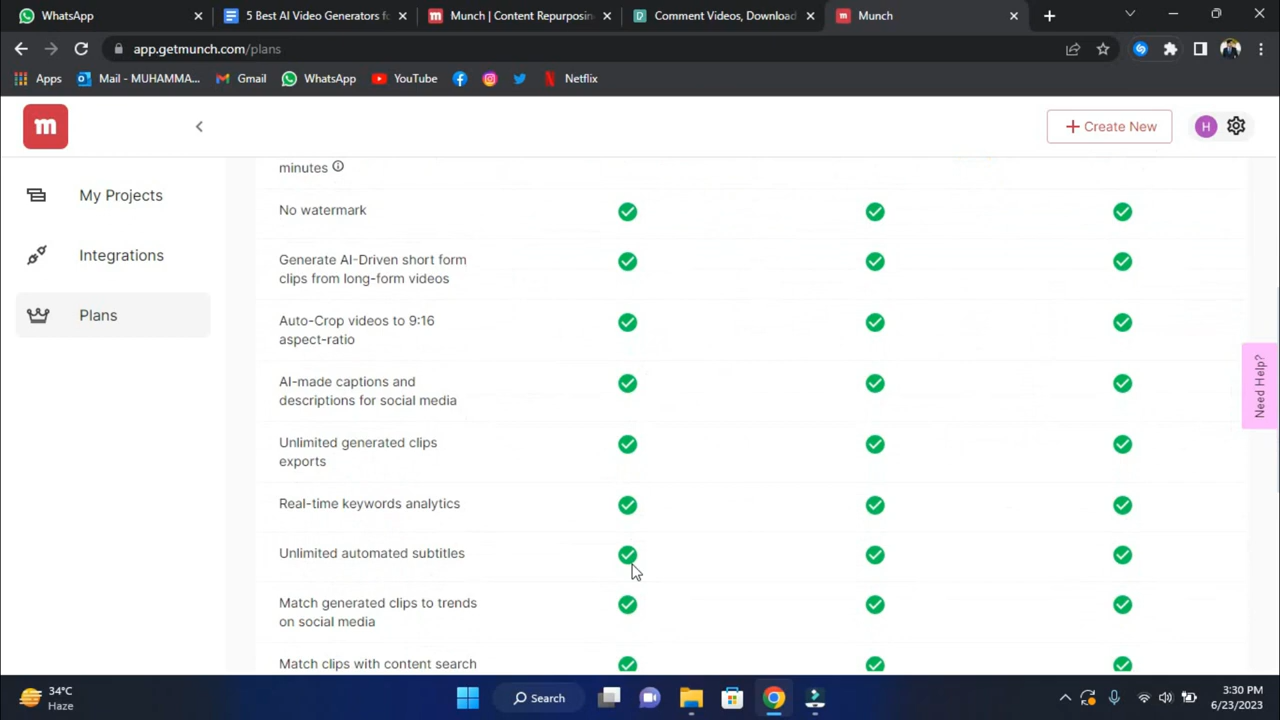 WhatsApp
5 Best AI Video Generators fo
Munch | Content Repurposin
Comment Videos, Download
Munch
app.getmunch.com/plans
Apps
Mail - MUHAMMA...
Gmail
WhatsApp
YouTube
Netflix
m
+ Create New
H
My Projects
Integrations
Plans
minutes
No watermark
Generate AI-Driven short form
clips from long-form videos
Auto-Crop videos to 9:16
aspect-ratio
AI-made captions and
descriptions for social media
Unlimited generated clips
exports
Real-time keywords analytics
Unlimited automated subtitles
Match generated clips to trends
on social media
Match clips with content search
Need Help?
34°C
Haze
Search
3:30 PM
6/23/2023